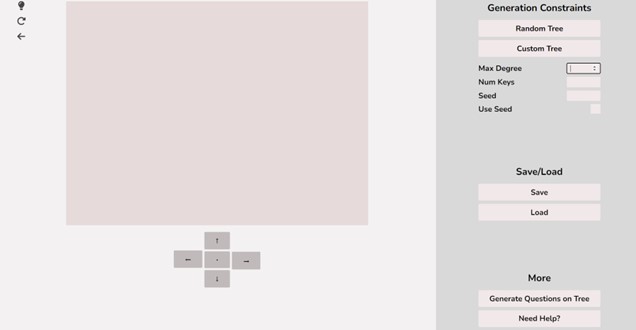 Generation Constraints
Random Tree
Custom Tree
Max Degree
Num Keys
Seed
Use Seed
Save/Load
Save
Load
↑
← · →
↓
More
Generate Questions on Tree
Need Help?